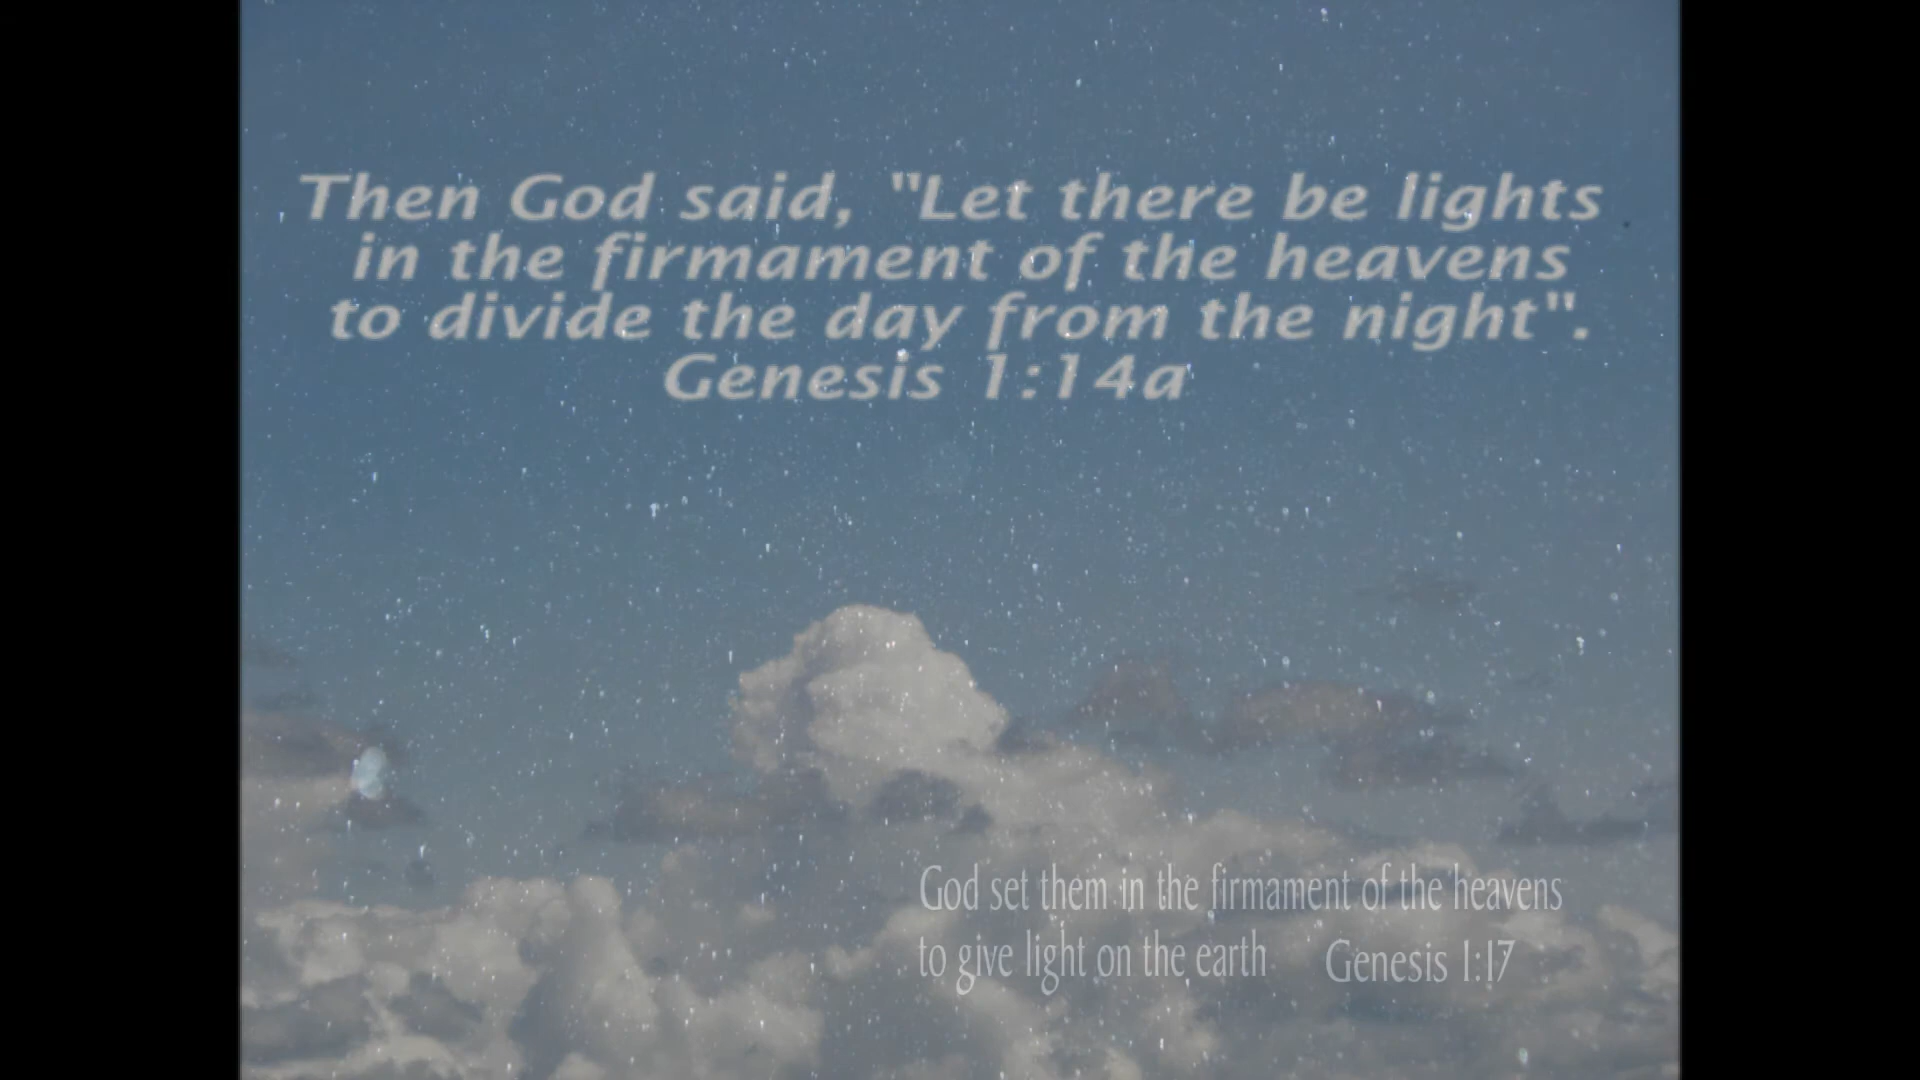 Then God said, "Let there be lights
in the firmament of the heavens
to divide the day from the night".
Genesis 1:14a
God set them in the firmament of the heavens
to give light on the earth Genesis 1:17